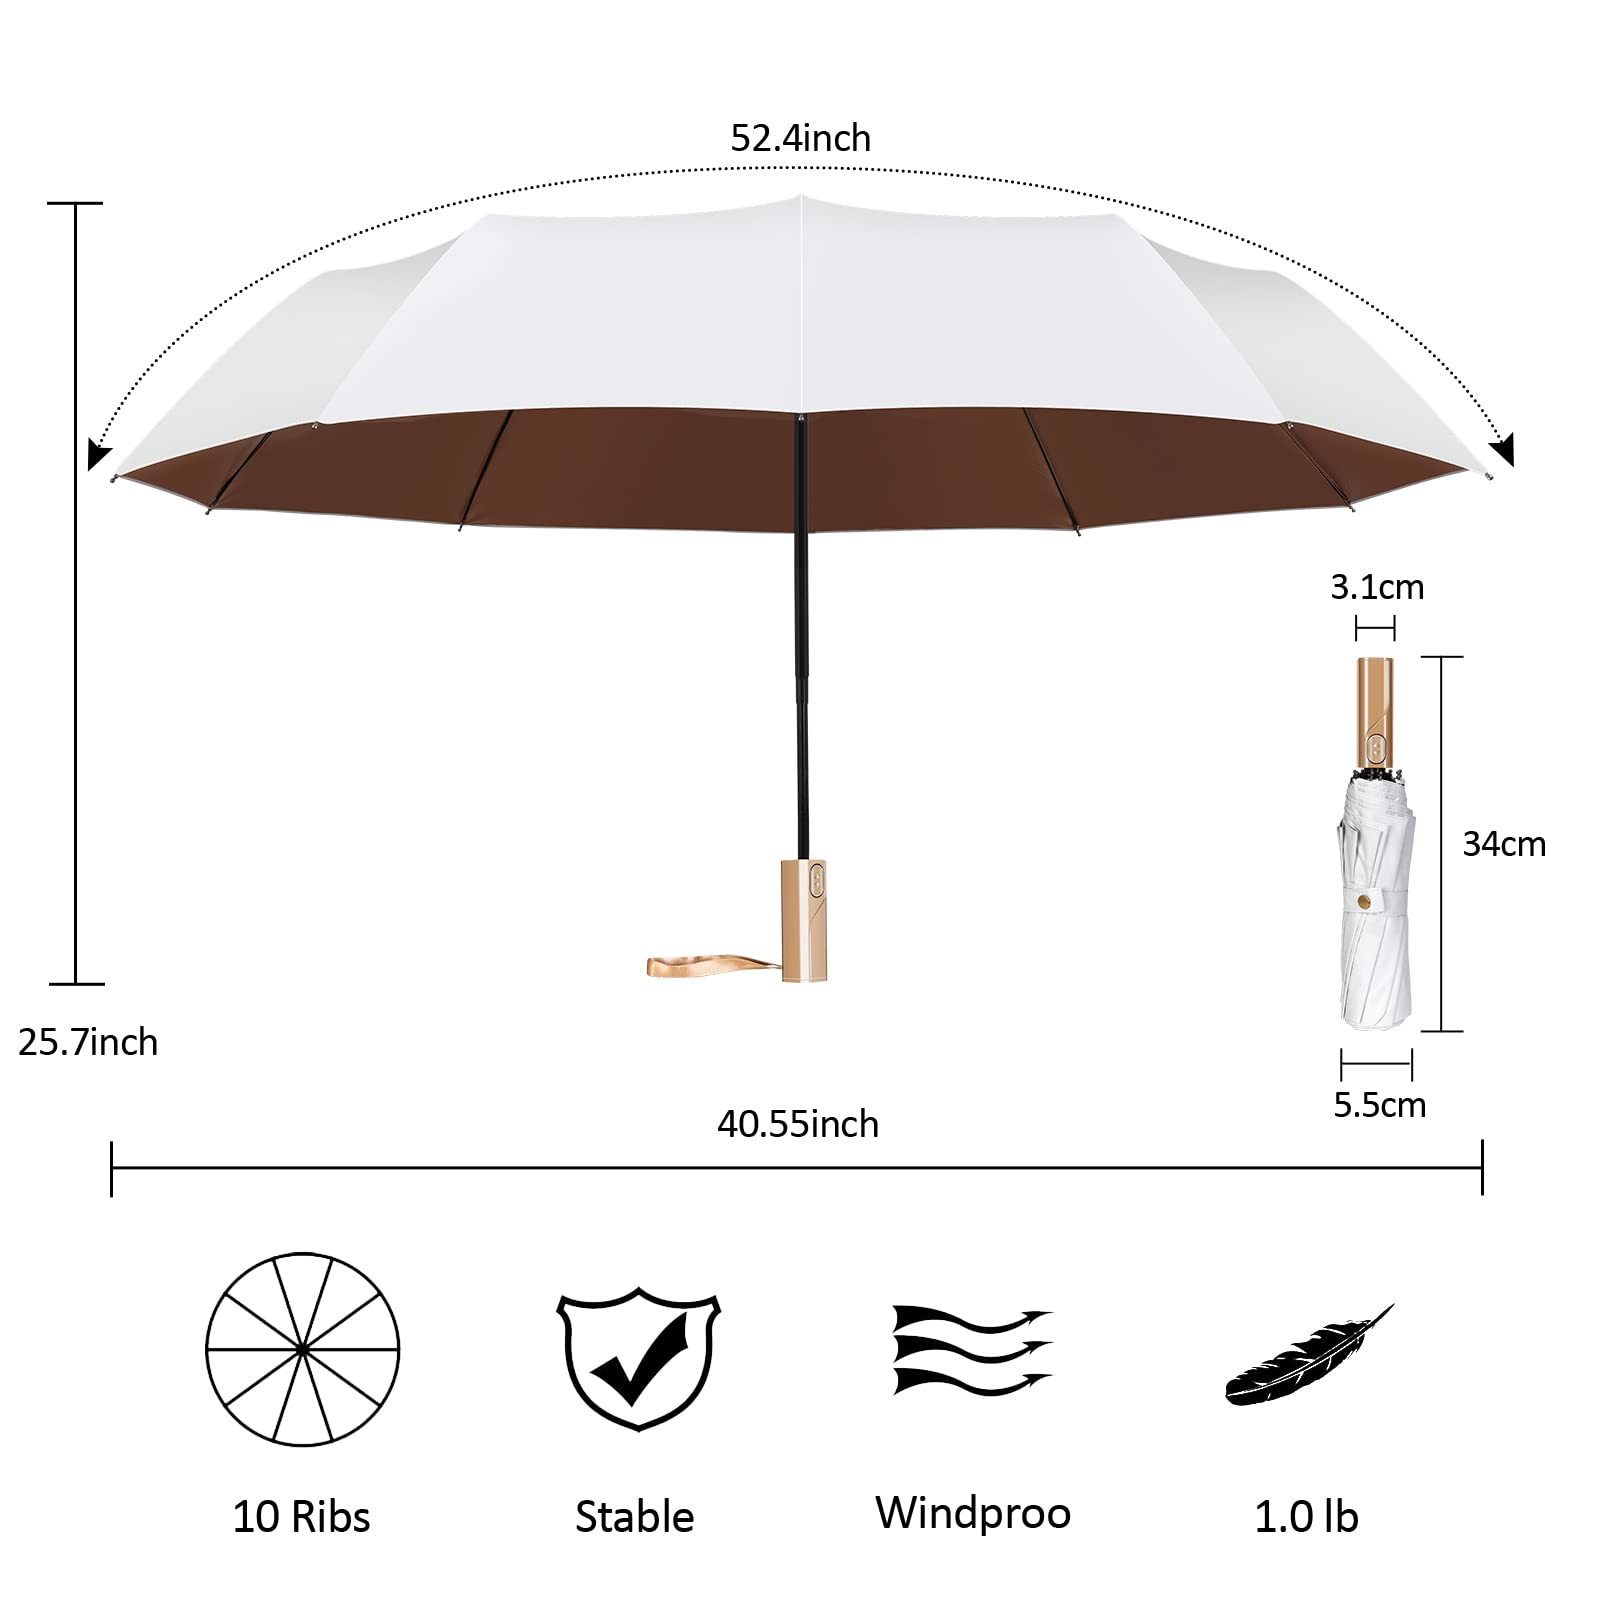 52.4inch
3.1cm
34cm
25.7inch
5.5cm
40.55inch
10 Ribs
Stable
Windproo
1.0 lb